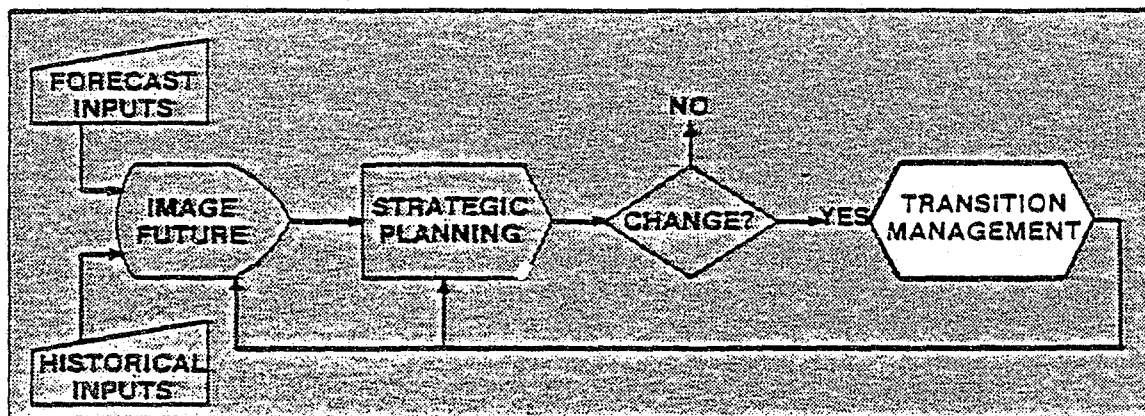 FORECAST
INPUTS
IMAGE
FUTURE
HISTORICAL
INPUTS
STRATEGIC
PLANNING
CHANGE?
NO
YES
TRANSITION
MANAGEMENT